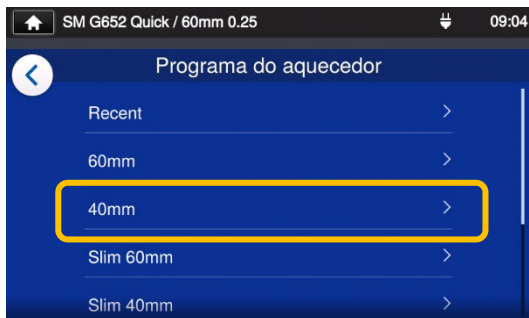 SM G652 Quick / 60mm 0.25 09:04
Programa do aquecedor
Recent
60mm
40mm
Slim 60mm
Slim 40mm